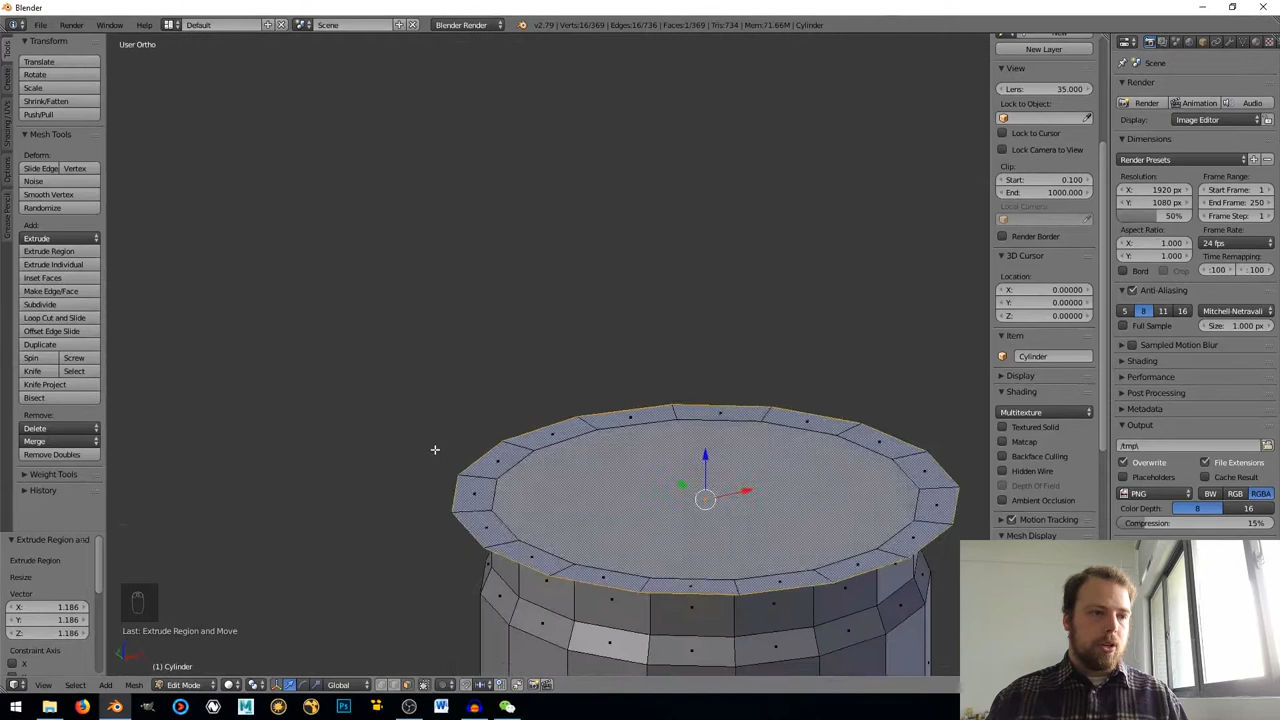 Blender
File Render Window Help Default Scene Blender Render v2.79 | Verts:16/369 | Edges:16/736 | Faces:1/369 | Tris:734 | Mem:71.66M | Cylinder
Tools
Create
Shading / UVs
Options
Grease Pencil
Transform
Translate
Rotate
Scale
Shrink/Fatten
Push/Pull
Mesh Tools
Deform:
Slide Edge Vertex
Noise
Smooth Vertex
Randomize
Add:
Extrude
Extrude Region
Extrude Individual
Inset Faces
Make Edge/Face
Subdivide
Loop Cut and Slide
Offset Edge Slide
Duplicate
Spin Screw
Knife Select
Knife Project
Bisect
Remove:
Delete
Merge
Remove Doubles
Weight Tools
History
Extrude Region and
Extrude Region
Resize
Vector
X: 1.186
Y: 1.186
Z: 1.186
Constraint Axis
X
User Ortho
Last: Extrude Region and Move
(1) Cylinder
View Select Add Mesh Edit Mode Global
New
New Layer
View
Lens: 35.000
Lock to Object:
Lock to Cursor
Lock Camera to View
Clip:
Start: 0.100
End: 1000.000
Local Camera:
Render Border
3D Cursor
Location:
X: 0.00000
Y: 0.00000
Z: 0.00000
Item
Cylinder
Display
Shading
Multitexture
Textured Solid
Matcap
Backface Culling
Hidden Wire
Depth Of Field
Ambient Occlusion
Motion Tracking
Mesh Display
Scene
Render
Render Animation Audio
Display: Image Editor
Dimensions
Render Presets
Resolution: Frame Range:
X: 1920 px Start Frame: 1
Y: 1080 px End Frame: 250
50% Frame Step: 1
Aspect Ratio: Frame Rate:
X: 1.000 24 fps
Y: 1.000 Time Remapping:
Bord Crop :100 :100
Anti-Aliasing
5 8 11 16 Mitchell-Netravali
Full Sample Size: 1.000 px
Sampled Motion Blur
Shading
Performance
Post Processing
Metadata
Output
/tmp\
Overwrite File Extensions
Placeholders Cache Result
PNG BW RGB RGBA
Color Depth: 8 16
Compression: 15%